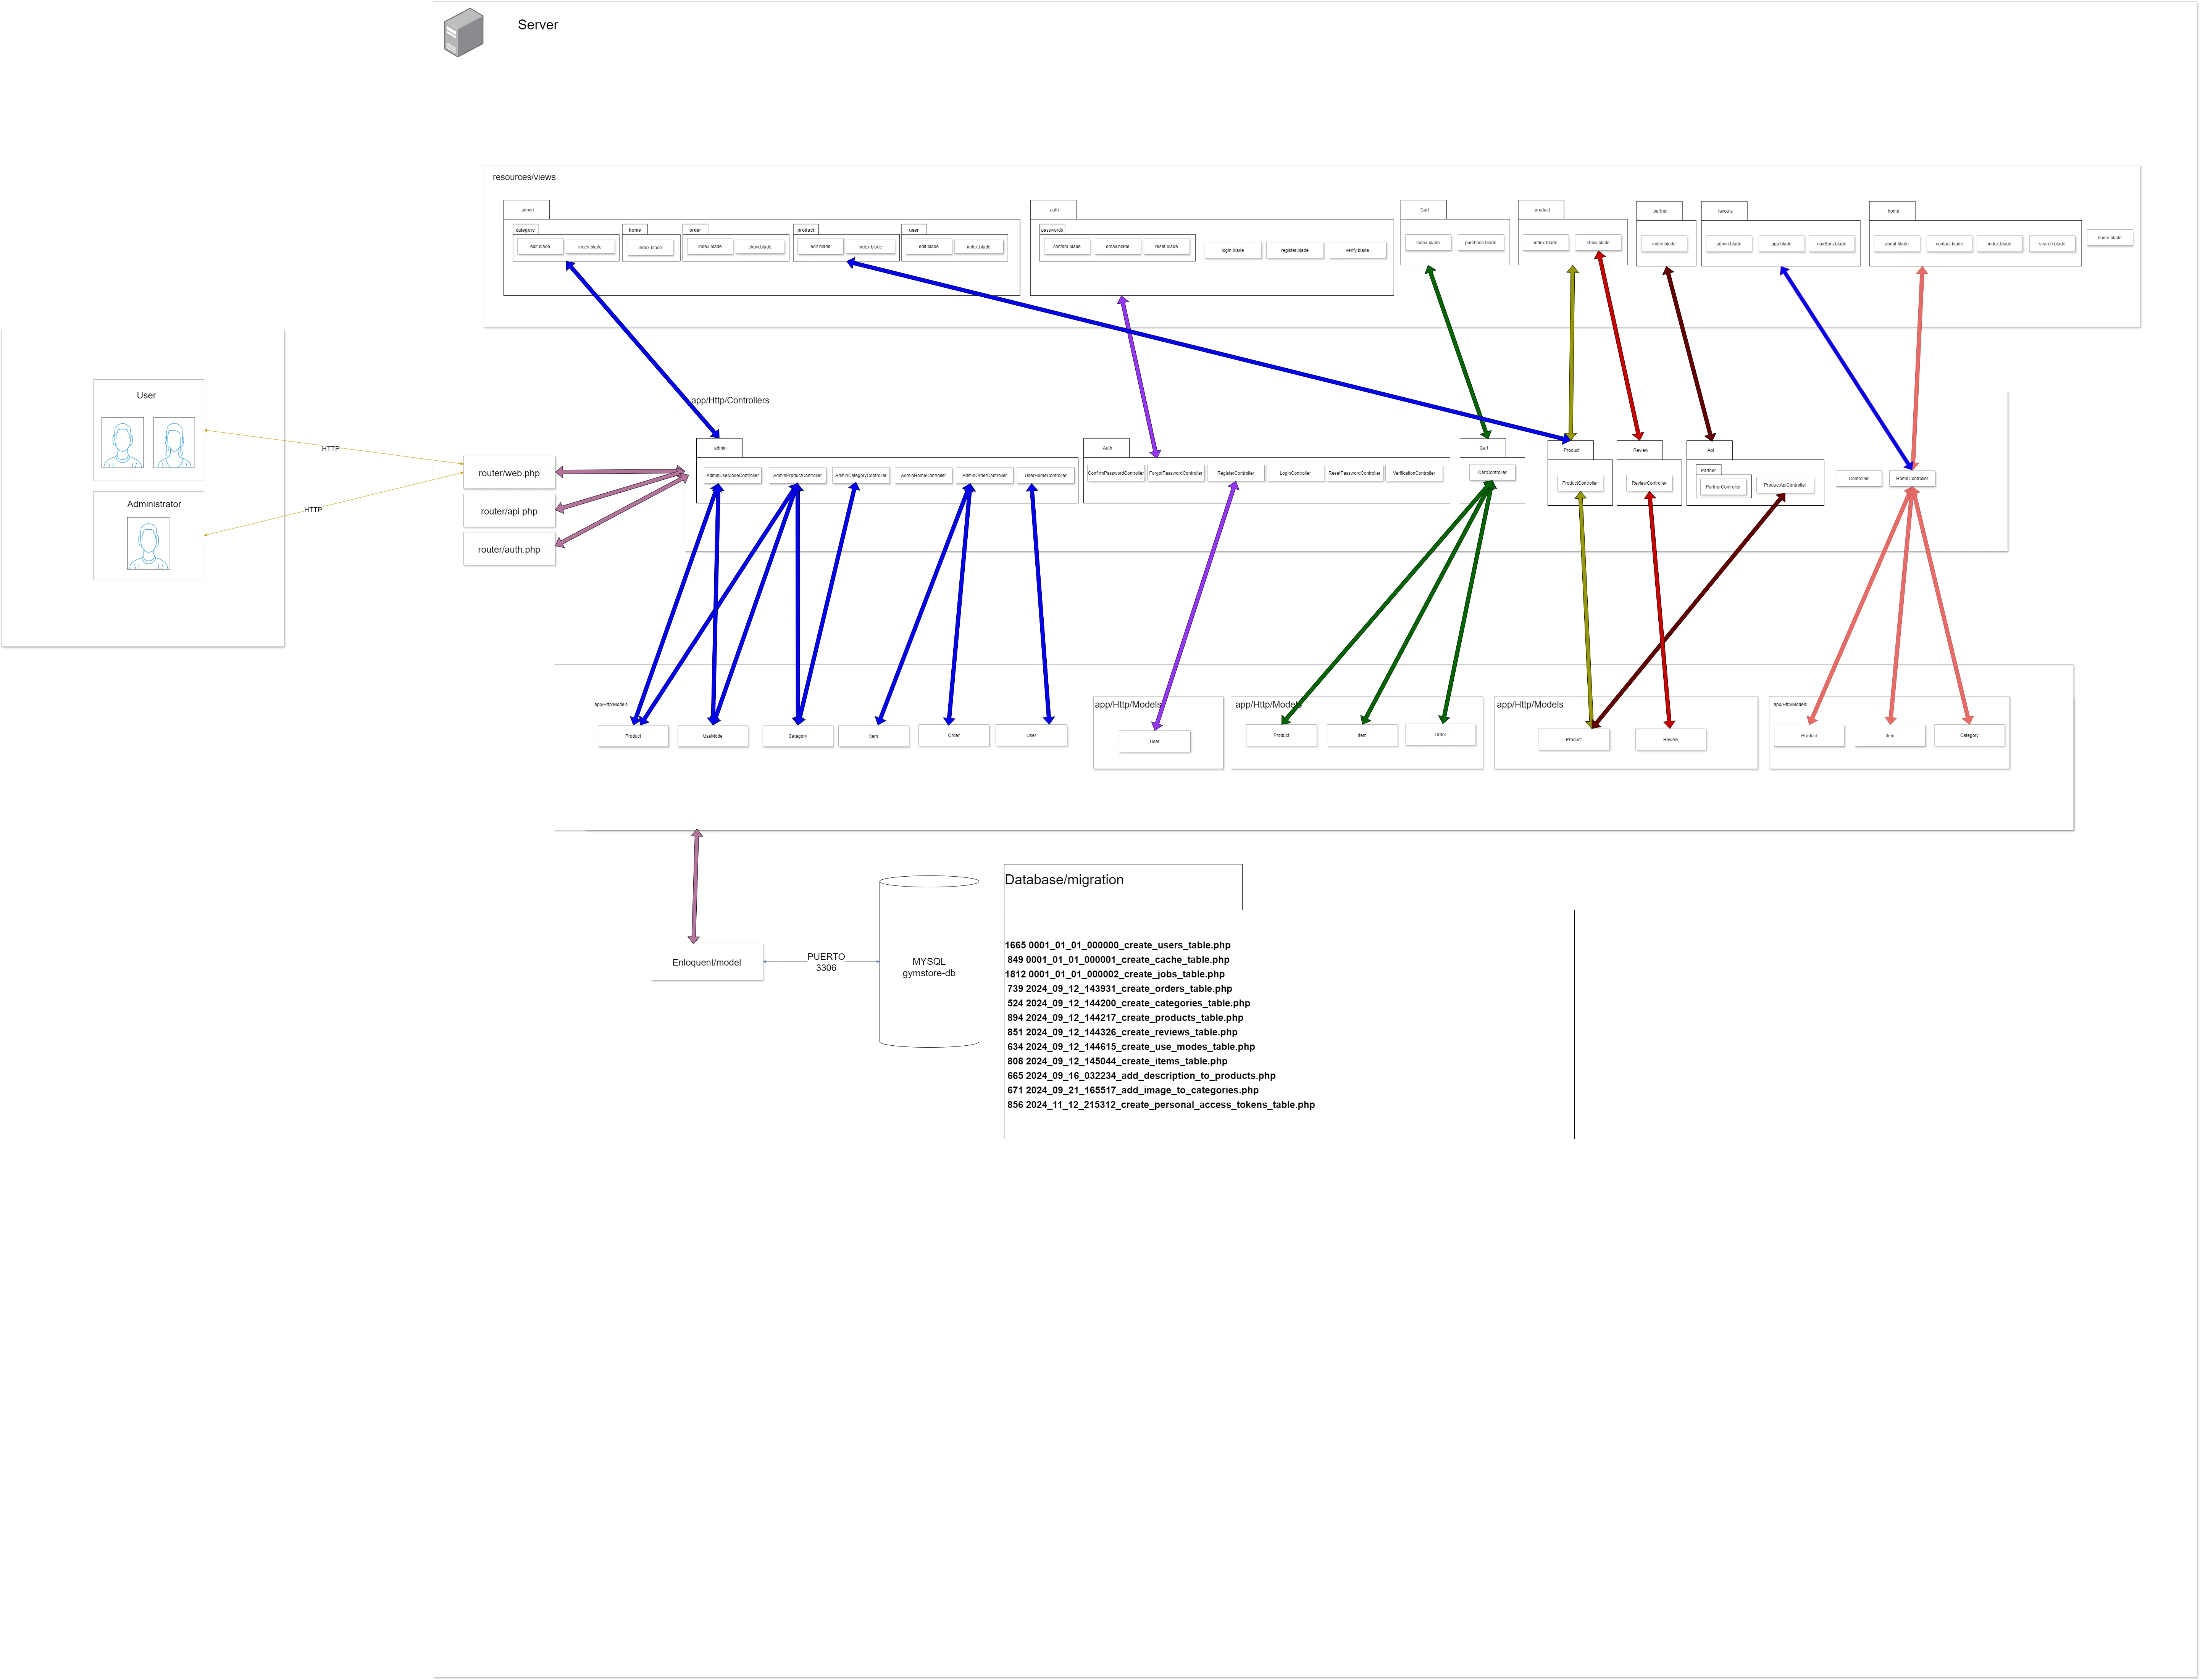 Server
resources/views
admin
category
edit.blade
index.blade
home
index.blade
order
index.blade
show.blade
product
edit.blade
index.blade
user
edit.blade
index.blade
auth
passwords
confirm.blade
email.blade
reset.blade
login.blade
register.blade
verify.blade
Cart
index.blade
purchase.blade
product
index.blade
show.blade
partner
index.blade
layouts
admin.blade
app.blade
navBars.blade
home
about.blade
contact.blade
index.blade
search.blade
home.blade
User
Administrator
HTTP
HTTP
router/web.php
router/api.php
router/auth.php
app/Http/Controllers
admin
AdminUseModeController
AdminProductController
AdminCategoryController
AdminHomeController
AdminOrderController
UserHomeController
Auth
ConfirmPasswordController
ForgotPasswordController
RegisterController
LoginController
ResetPasswordController
VerificationController
Cart
CartController
Product
ProductController
Review
ReviewController
Api
Partner
PartnerController
ProductApiController
Controller
HomeController
app/Http/Models
Product
UseMode
Category
Item
Order
User
app/Http/Models
User
app/Http/Models
Product
Item
Order
app/Http/Models
Product
Review
app/Http/Models
Product
Item
Category
Enloquent/model
PUERTO
3306
MYSQL
gymstore-db
Database/migration
1665 0001_01_01_000000_create_users_table.php
849 0001_01_01_000001_create_cache_table.php
1812 0001_01_01_000002_create_jobs_table.php
739 2024_09_12_143931_create_orders_table.php
524 2024_09_12_144200_create_categories_table.php
894 2024_09_12_144217_create_products_table.php
851 2024_09_12_144326_create_reviews_table.php
634 2024_09_12_144615_create_use_modes_table.php
808 2024_09_12_145044_create_items_table.php
665 2024_09_16_032234_add_description_to_products.php
671 2024_09_21_165517_add_image_to_categories.php
856 2024_11_12_215312_create_personal_access_tokens_table.php